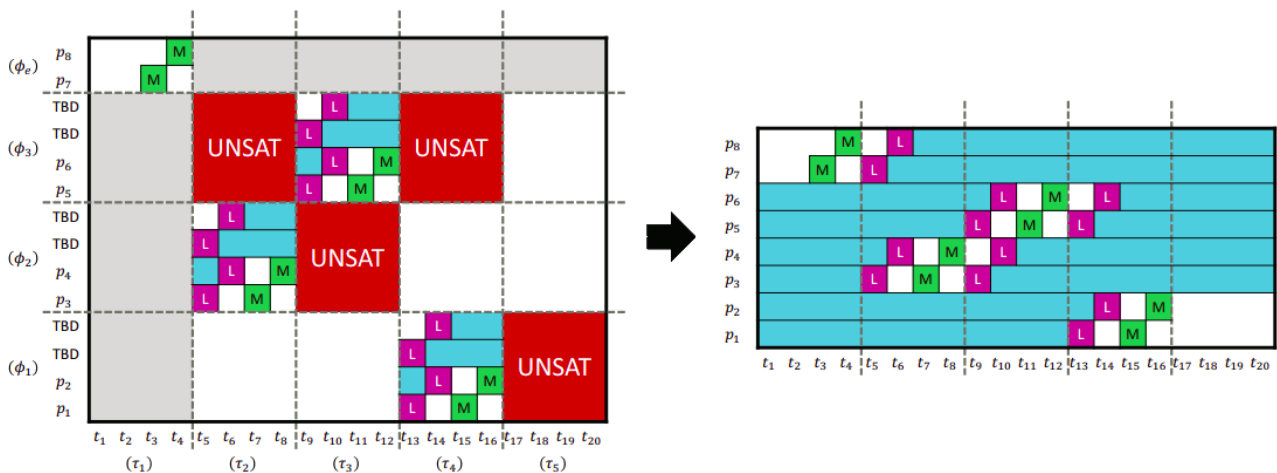 (ϕₑ) p₈ M
p₇ M
TBD L
(ϕ₃) TBD UNSAT L UNSAT
p₆ L M
p₅ L M
TBD L
(ϕ₂) TBD L UNSAT
p₄ L M
p₃ L M
TBD L
(ϕ₁) TBD L UNSAT
p₂ L M
p₁ L M
t₁ t₂ t₃ t₄ t₅ t₆ t₇ t₈ t₉ t₁₀ t₁₁ t₁₂ t₁₃ t₁₄ t₁₅ t₁₆ t₁₇ t₁₈ t₁₉ t₂₀
(τ₁) (τ₂) (τ₃) (τ₄) (τ₅)
p₈ M L
p₇ M L
p₆ L M L
p₅ L M L
p₄ L M L
p₃ L M L
p₂ L M
p₁ L M
t₁ t₂ t₃ t₄ t₅ t₆ t₇ t₈ t₉ t₁₀ t₁₁ t₁₂ t₁₃ t₁₄ t₁₅ t₁₆ t₁₇ t₁₈ t₁₉ t₂₀